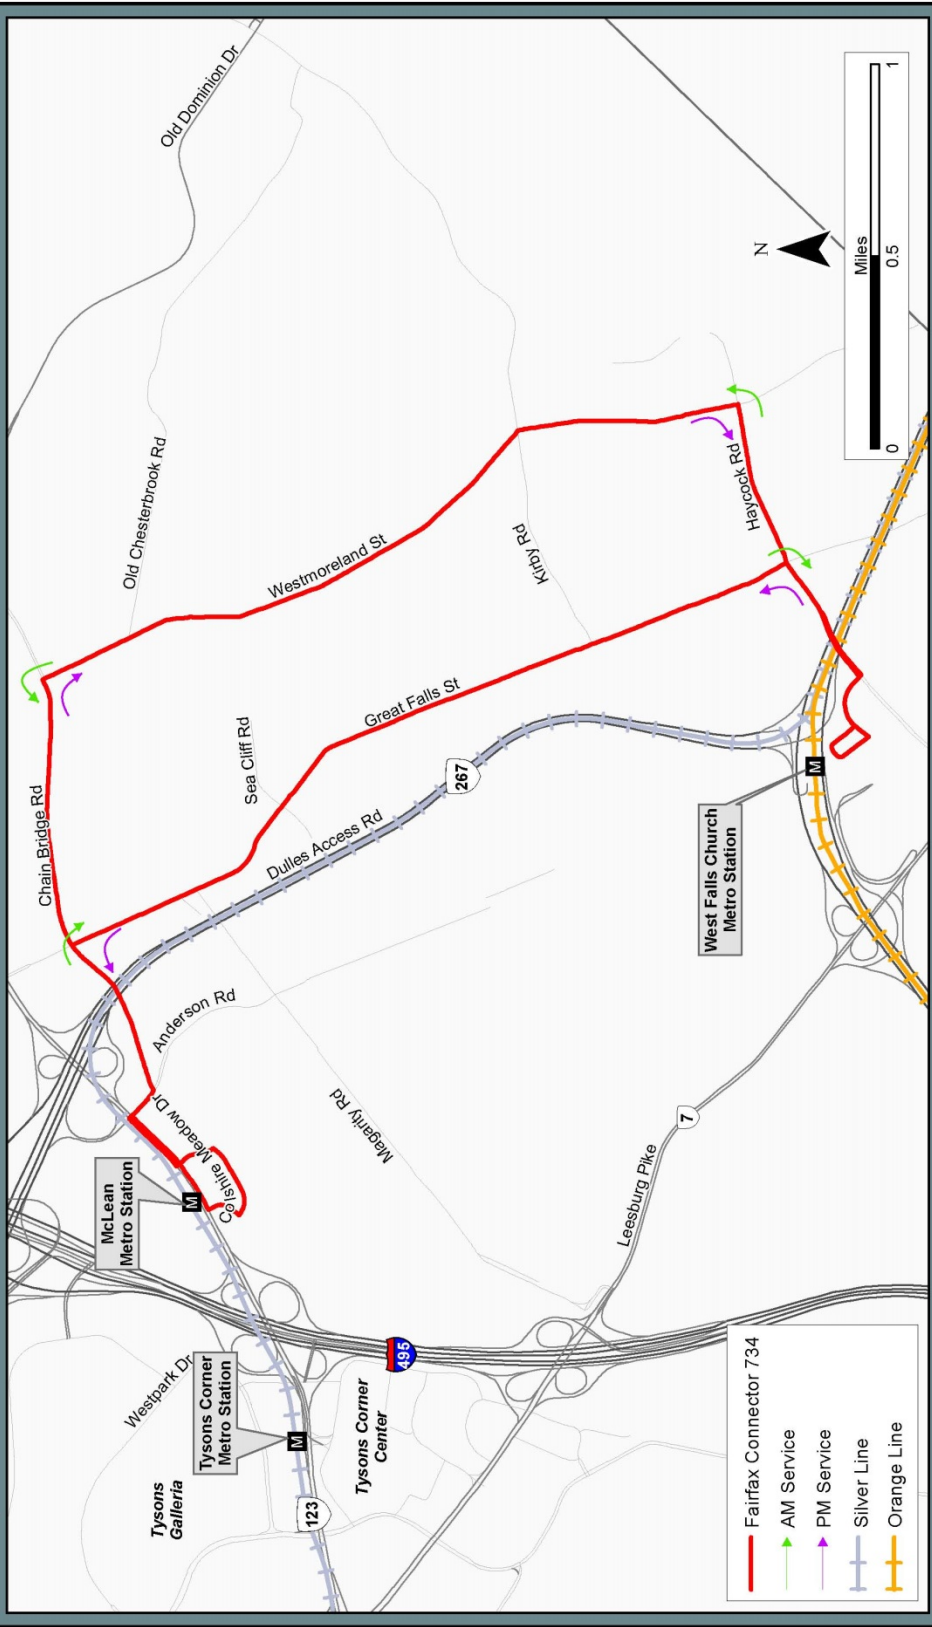 Old Dominion Dr
Old Chesterbrook Rd
Westmoreland St
Kirby Rd
Haycock Rd
Chain Bridge Rd
Sea Cliff Rd
Great Falls St
Dulles Access Rd
267
Anderson Rd
Magarity Rd
Colshire Meadow Dr
McLean
Metro Station
M
West Falls Church
Metro Station
M
Leesburg Pike
7
Westpark Dr
Tysons Corner
Metro Station
M
Tysons
Galleria
Tysons Corner
Center
123
495
N
Miles
0
0.5
1
Fairfax Connector 734
AM Service
PM Service
Silver Line
Orange Line